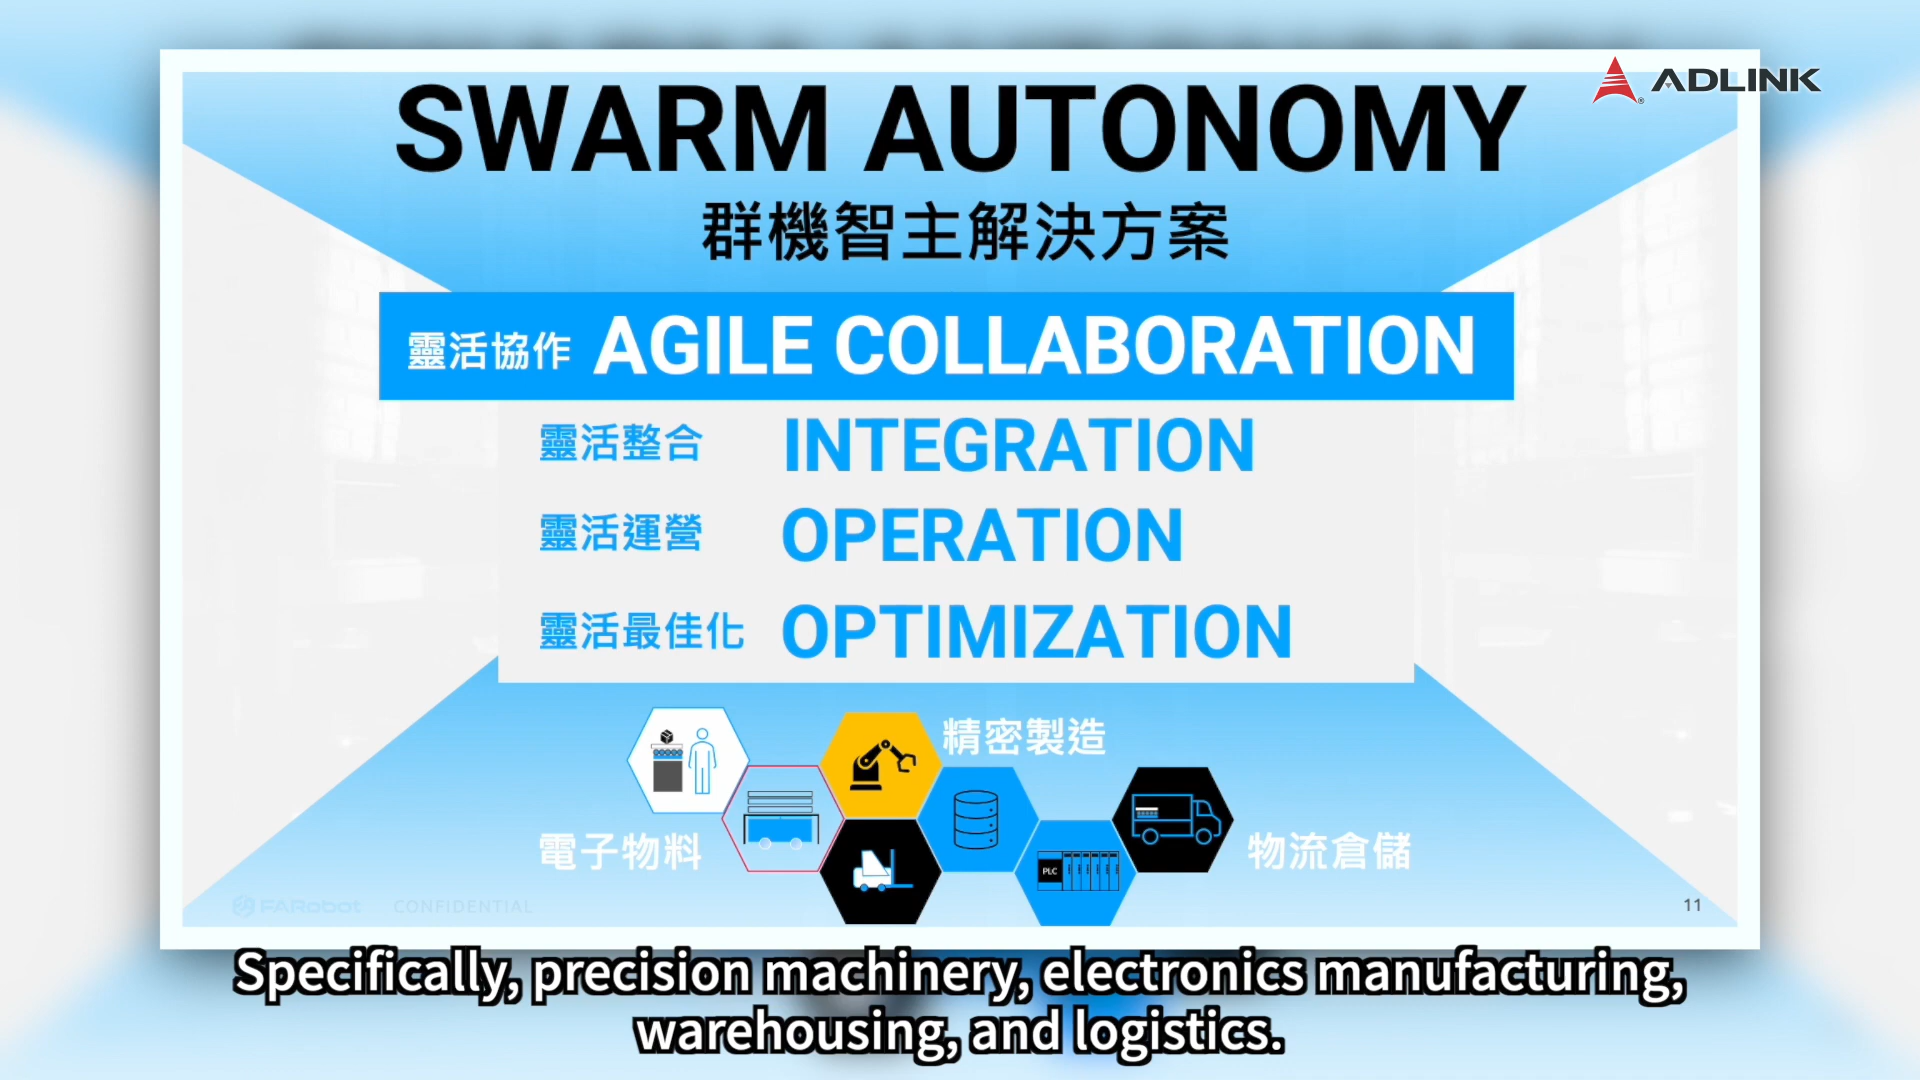 ADLINK
SWARM AUTONOMY
群機智主解決方案
靈活協作 AGILE COLLABORATION
靈活整合 INTEGRATION
靈活運營 OPERATION
靈活最佳化 OPTIMIZATION
精密製造
電子物料
PLC
物流倉儲
FARobot CONFIDENTIAL
11
Specifically, precision machinery, electronics manufacturing,
warehousing, and logistics.